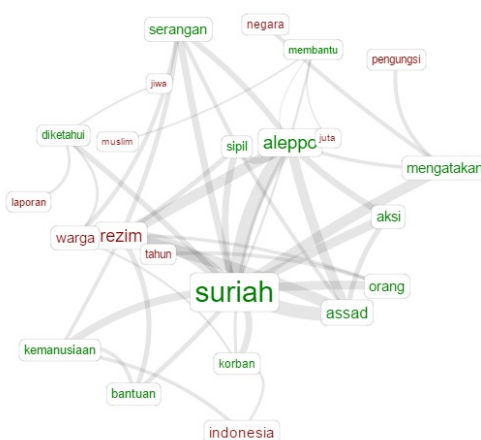 negara
serangan
membantu
pengungsi
jiwa
diketahui
muslim
sipil
aleppo
juta
mengatakan
laporan
aksi
warga
rezim
tahun
suriah
orang
assad
kemanusiaan
korban
bantuan
indonesia